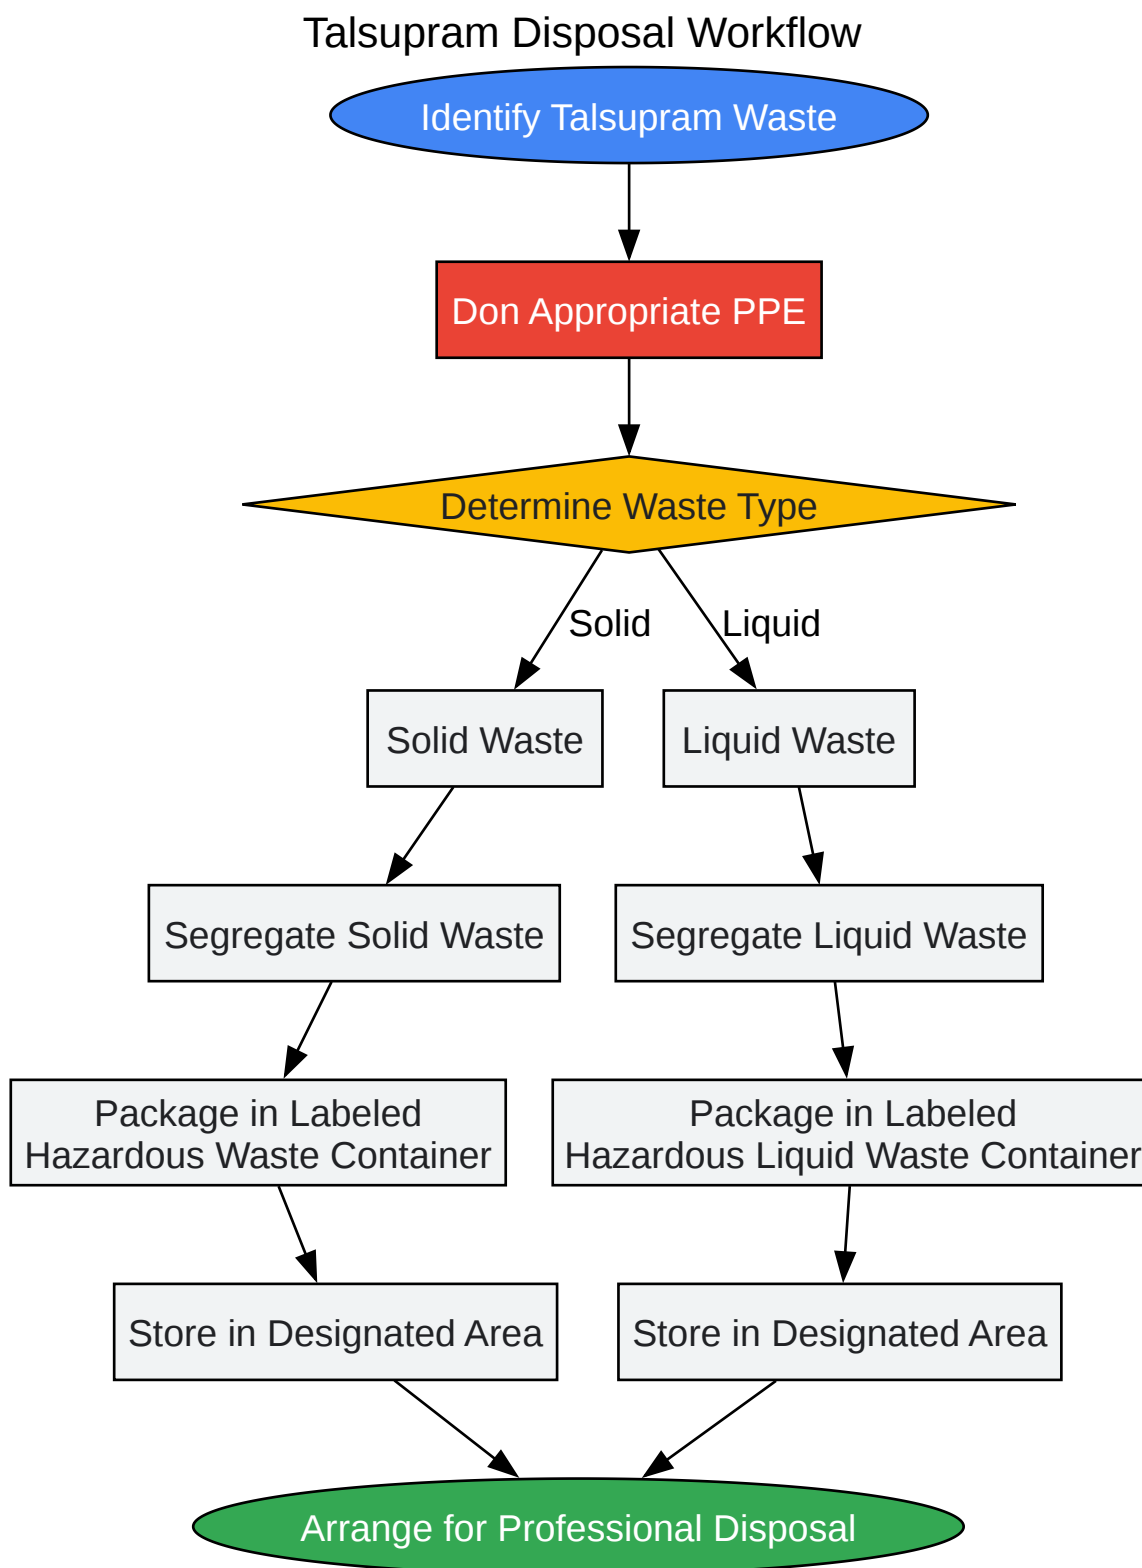 Talsupram Disposal Workflow
Identify Talsupram Waste
Don Appropriate PPE
Determine Waste Type
Solid
Liquid
Solid Waste
Liquid Waste
Segregate Solid Waste
Segregate Liquid Waste
Package in Labeled
Hazardous Waste Container
Package in Labeled
Hazardous Liquid Waste Container
Store in Designated Area
Store in Designated Area
Arrange for Professional Disposal